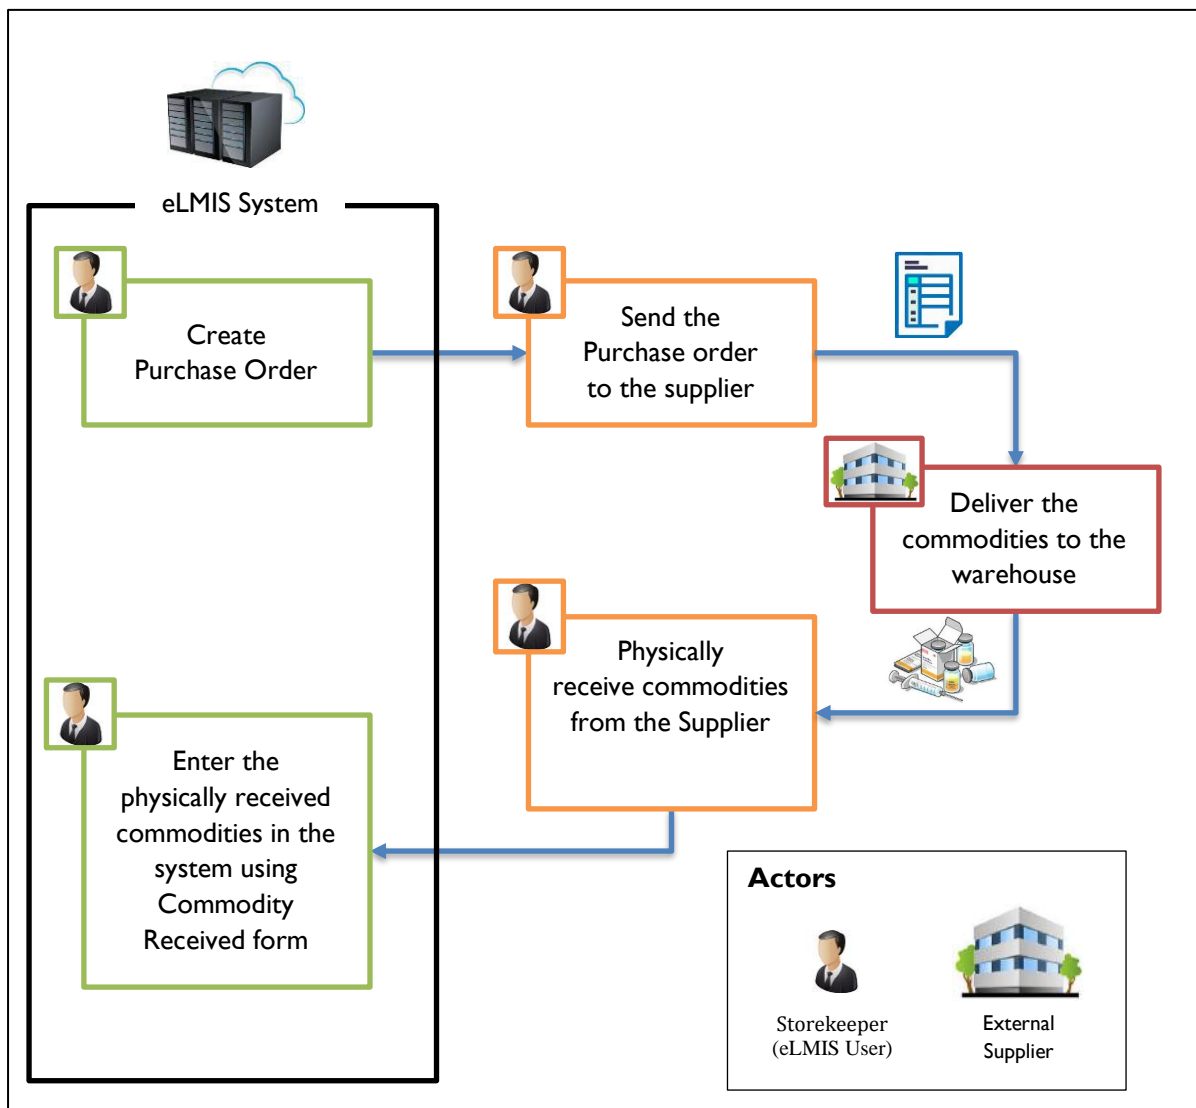 eLMIS System
Create
Purchase Order
Send the
Purchase order
to the supplier
Deliver the
commodities to the
warehouse
Physically
receive commodities
from the Supplier
Enter the
physically received
commodities in the
system using
Commodity
Received form
Actors
Storekeeper
(eLMIS User)
External
Supplier